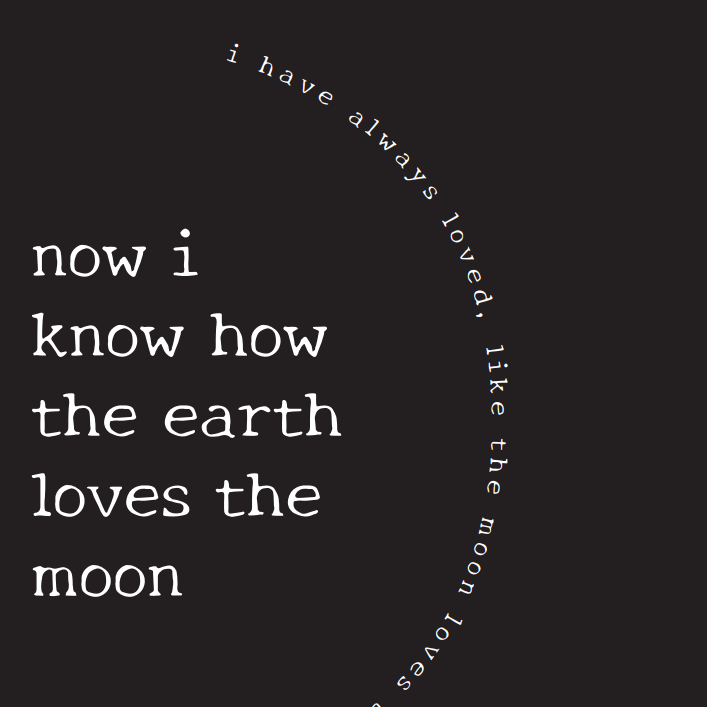 i have always loved, like the moon loves
now i
know how
the earth
loves the
moon